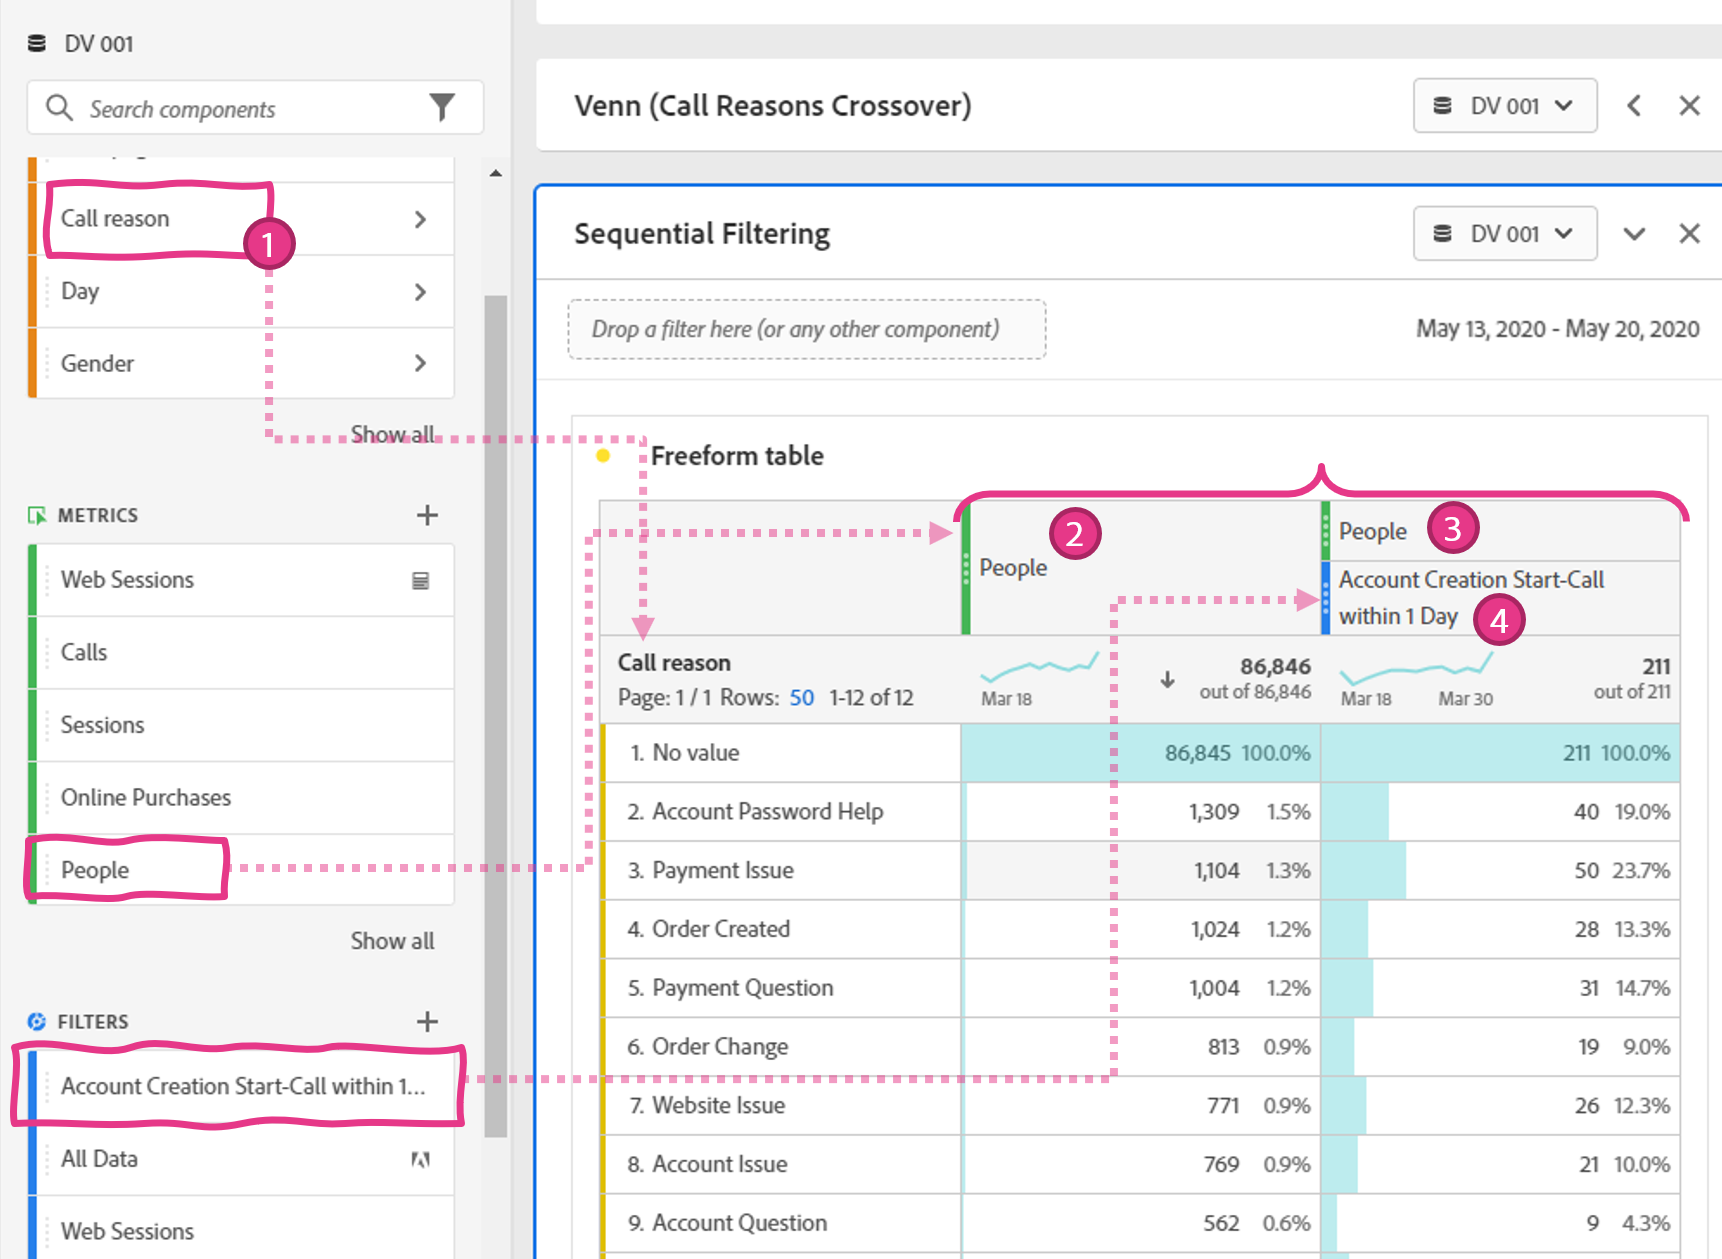 DV 001
Search components
Call reason
1
Day
Gender
Show all
METRICS
Web Sessions
Calls
Sessions
Online Purchases
People
Show all
FILTERS
Account Creation Start-Call within 1...
All Data
Web Sessions
Venn (Call Reasons Crossover)
DV 001
Sequential Filtering
DV 001
Drop a filter here (or any other component)
May 13, 2020 - May 20, 2020
Freeform table
People 2
People 3
Account Creation Start-Call
within 1 Day 4
Call reason
Page: 1 / 1 Rows: 50 1-12 of 12
Mar 18
86,846
out of 86,846
Mar 18 Mar 30
211
out of 211
1. No value 86,845 100.0% 211 100.0%
2. Account Password Help 1,309 1.5% 40 19.0%
3. Payment Issue 1,104 1.3% 50 23.7%
4. Order Created 1,024 1.2% 28 13.3%
5. Payment Question 1,004 1.2% 31 14.7%
6. Order Change 813 0.9% 19 9.0%
7. Website Issue 771 0.9% 26 12.3%
8. Account Issue 769 0.9% 21 10.0%
9. Account Question 562 0.6% 9 4.3%